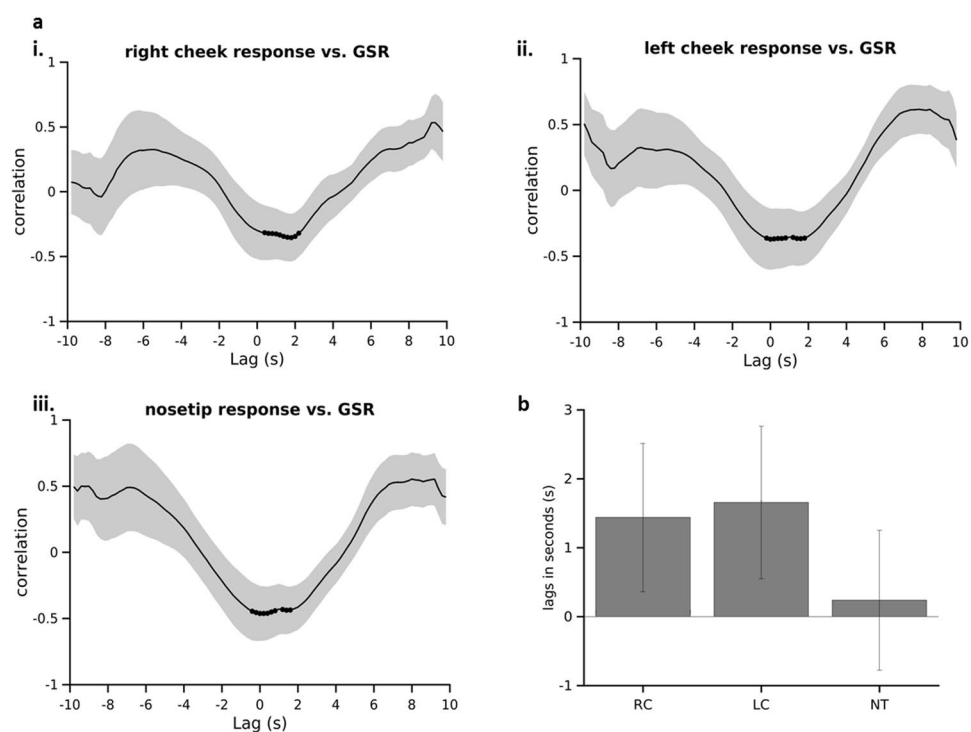 a
i. right cheek response vs. GSR
1
0.5
0
-0.5
-1
correlation
-10 -8 -6 -4 -2 0 2 4 6 8 10
Lag (s)
ii. left cheek response vs. GSR
1
0.5
0
-0.5
-1
correlation
-10 -8 -6 -4 -2 0 2 4 6 8 10
Lag (s)
iii. nosetip response vs. GSR
1
0.5
0
-0.5
-1
correlation
-10 -8 -6 -4 -2 0 2 4 6 8 10
Lag (s)
b
3
2
1
0
-1
lags in seconds (s)
RC LC NT